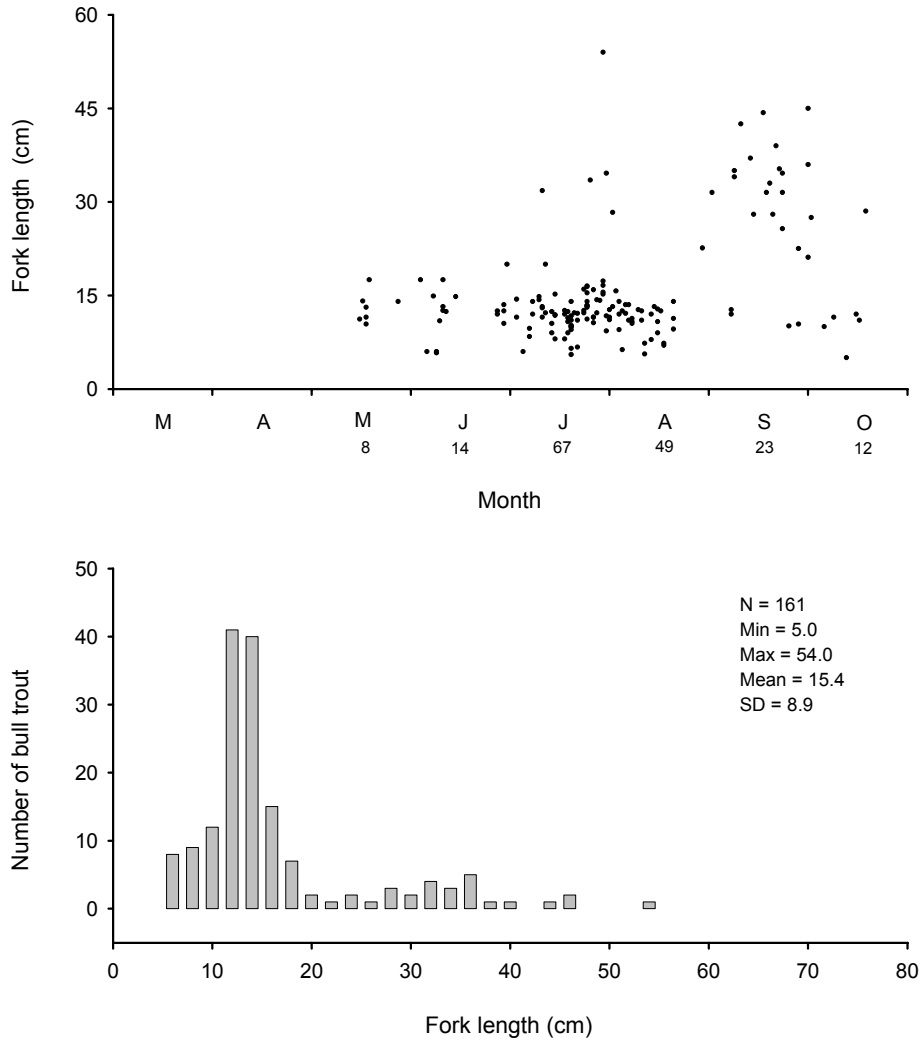 60
45
30
15
0
Fork length (cm)
M A M J J A S O
8 14 67 49 23 12
Month
50
40
30
20
10
0
Number of bull trout
N = 161
Min = 5.0
Max = 54.0
Mean = 15.4
SD = 8.9
0 10 20 30 40 50 60 70 80
Fork length (cm)